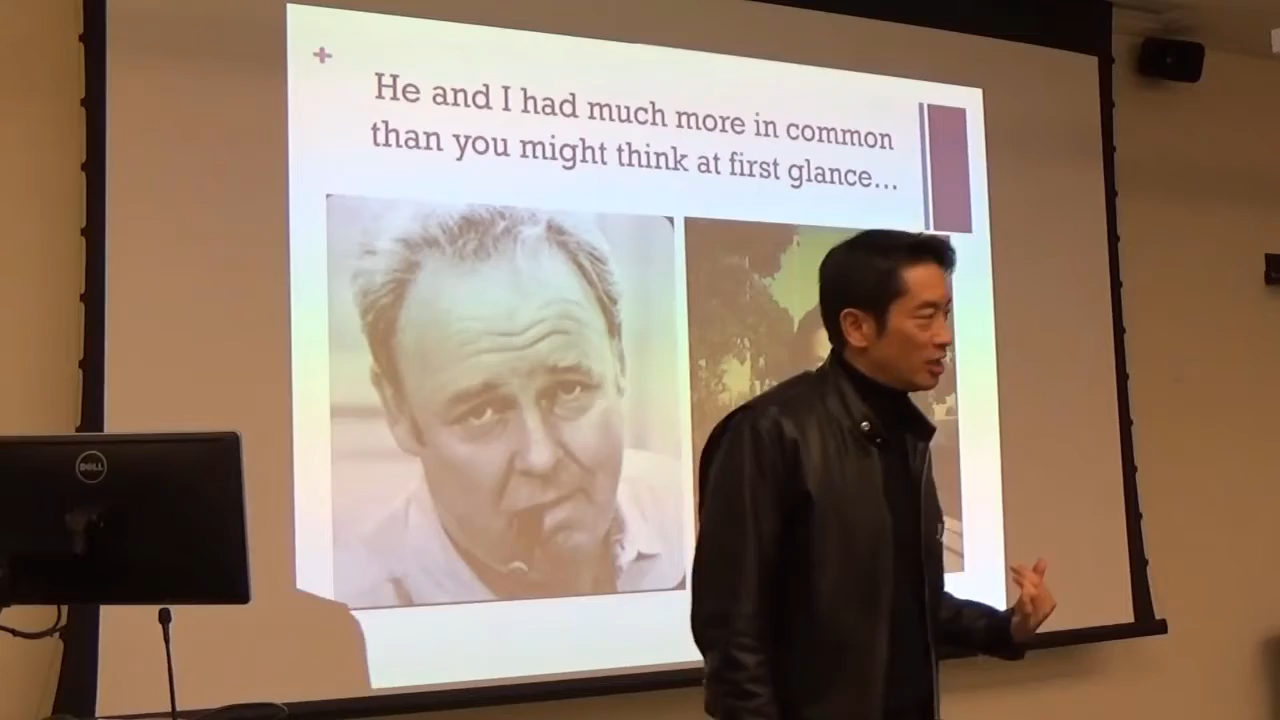 +
He and I had much more in common
than you might think at first glance...
DELL